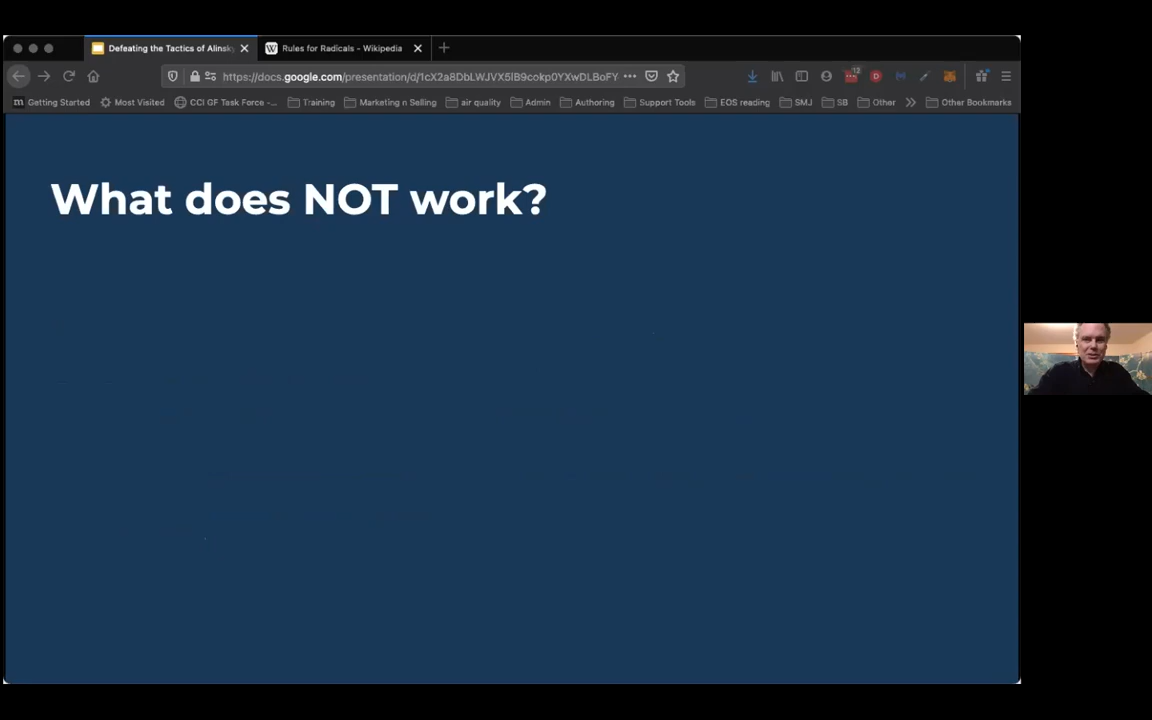 Defeating the Tactics of Alinsky
Rules for Radicals - Wikipedia
https://docs.google.com/presentation/d/
Getting Started
Most Visited
CCI GF Task Force -...
Training
Marketing n Selling
air quality
Admin
Authoring
Support Tools
EOS reading
SMJ
SB
Other
Other Bookmarks
What does NOT work?